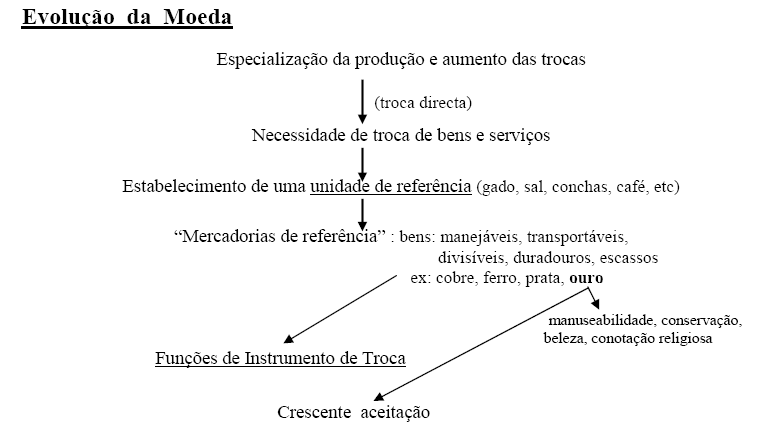 Evolução da Moeda
Especialização da produção e aumento das trocas
(troca directa)
Necessidade de troca de bens e serviços
Estabelecimento de uma unidade de referência (gado, sal, conchas, café, etc)
“Mercadorias de referência” : bens: manejáveis, transportáveis,
divisíveis, duradouros, escassos
ex: cobre, ferro, prata, ouro
manuseabilidade, conservação,
beleza, conotação religiosa
Funções de Instrumento de Troca
Crescente aceitação